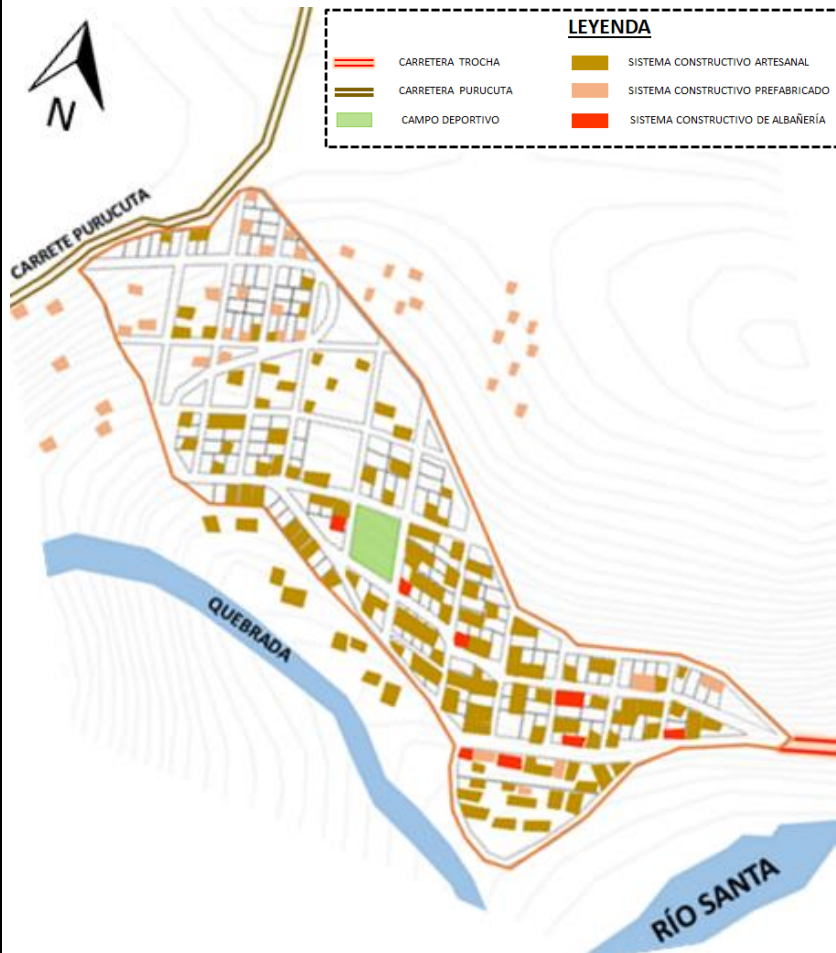 LEYENDA
CARRETERA TROCHA
SISTEMA CONSTRUCTIVO ARTESANAL
CARRETERA PURUCUTA
SISTEMA CONSTRUCTIVO PREFABRICADO
CAMPO DEPORTIVO
SISTEMA CONSTRUCTIVO DE ALBAÑERÍA
N
CARRETE PURUCUTA
QUEBRADA
RÍO SANTA